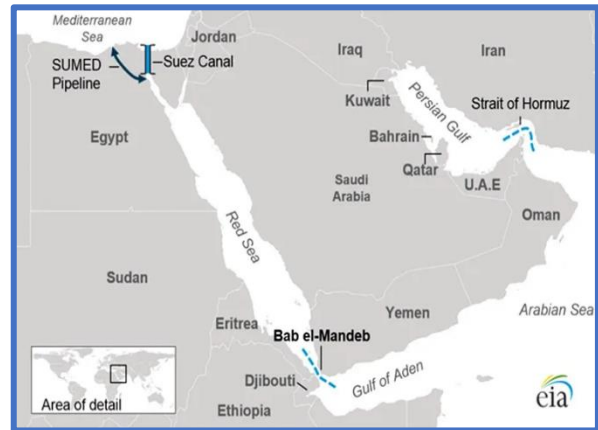 Mediterranean
Sea
Jordan
Iraq
Iran
SUMED
Pipeline
Suez Canal
Kuwait
Persian Gulf
Strait of Hormuz
Egypt
Bahrain
Qatar
Saudi
Arabia
U.A.E
Oman
Red Sea
Sudan
Arabian Sea
Eritrea
Yemen
Bab el-Mandeb
Djibouti
Gulf of Aden
Ethiopia
Area of detail
eia